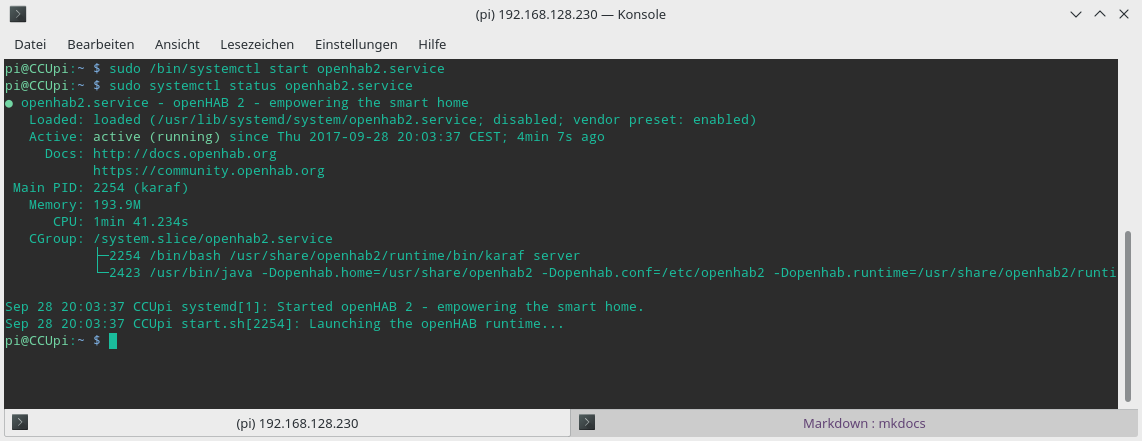 (pi) 192.168.128.230 — Konsole
Datei Bearbeiten Ansicht Lesezeichen Einstellungen Hilfe
pi@CCUpi:~ $ sudo /bin/systemctl start openhab2.service
pi@CCUpi:~ $ sudo systemctl status openhab2.service
● openhab2.service - openHAB 2 - empowering the smart home
   Loaded: loaded (/usr/lib/systemd/system/openhab2.service; disabled; vendor preset: enabled)
   Active: active (running) since Thu 2017-09-28 20:03:37 CEST; 4min 7s ago
     Docs: http://docs.openhab.org
           https://community.openhab.org
 Main PID: 2254 (karaf)
   Memory: 193.9M
      CPU: 1min 41.234s
   CGroup: /system.slice/openhab2.service
           ├─2254 /bin/bash /usr/share/openhab2/runtime/bin/karaf server
           └─2423 /usr/bin/java -Dopenhab.home=/usr/share/openhab2 -Dopenhab.conf=/etc/openhab2 -Dopenhab.runtime=/usr/share/openhab2/runti
Sep 28 20:03:37 CCUpi systemd[1]: Started openHAB 2 - empowering the smart home.
Sep 28 20:03:37 CCUpi start.sh[2254]: Launching the openHAB runtime...
pi@CCUpi:~ $
(pi) 192.168.128.230
Markdown : mkdocs